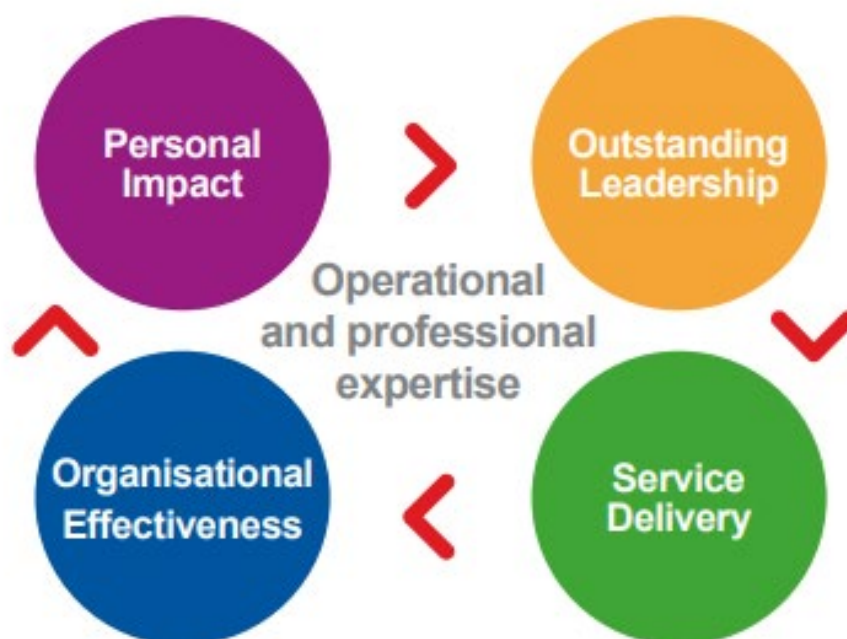 Personal
Impact
Outstanding
Leadership
Operational
and professional
expertise
Organisational
Effectiveness
Service
Delivery